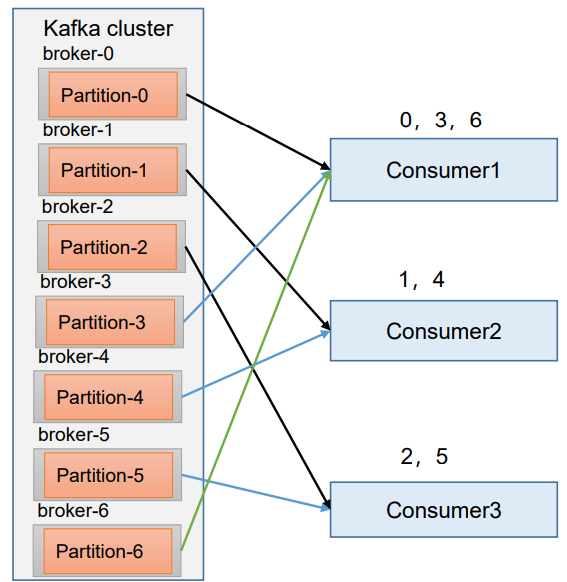 Kafka cluster
broker-0
Partition-0
broker-1
Partition-1
broker-2
Partition-2
broker-3
Partition-3
broker-4
Partition-4
broker-5
Partition-5
broker-6
Partition-6
0, 3, 6
Consumer1
1, 4
Consumer2
2, 5
Consumer3